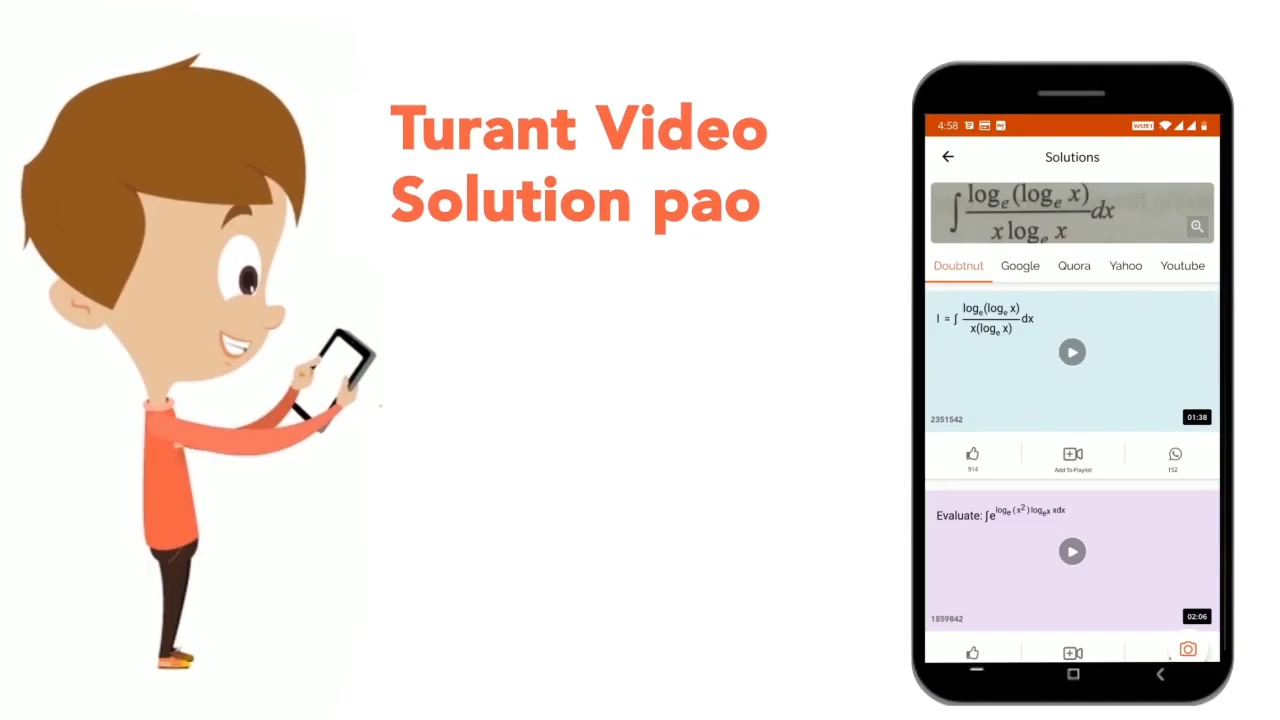 Turant Video
Solution pao
4:58
VoLTE1
Solutions
∫ logₑ(logₑ x) / x logₑ x dx
Doubtnut Google Quora Yahoo Youtube
I = ∫ logₑ(logₑ x) / x(logₑ x) dx
2351542 01:38
914 Add To Playlist 152
Evaluate: ∫e^logₑ(x²)logₑx xdx
1859842 02:06